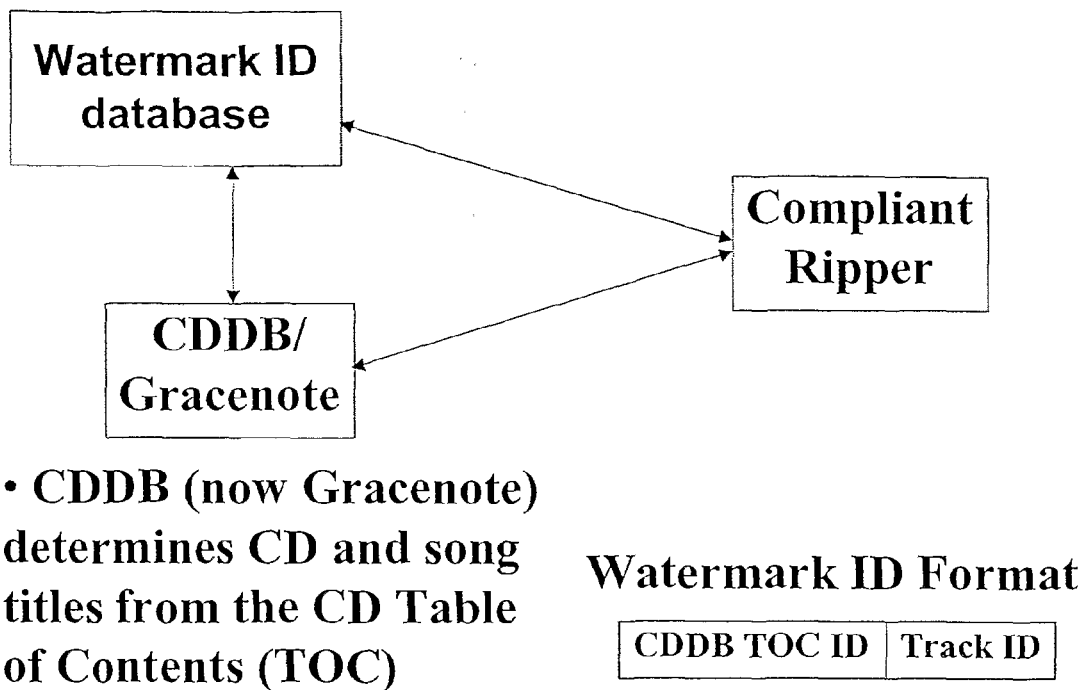 Watermark ID
database
Compliant
Ripper
CDDB/
Gracenote
• CDDB (now Gracenote)
determines CD and song
titles from the CD Table
of Contents (TOC)
Watermark ID Format
CDDB TOC ID Track ID